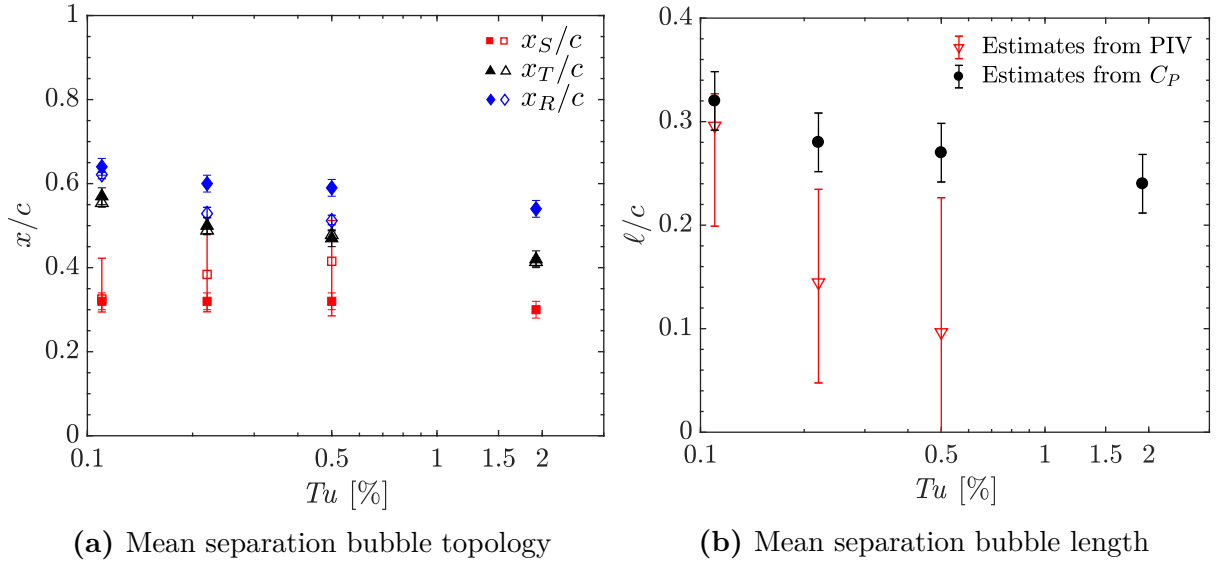 1
0.8
0.6
0.4
0.2
0
x/c
x_S/c
x_T/c
x_R/c
0.1
0.5
1
1.5
2
Tu [%]
(a) Mean separation bubble topology
0.4
0.3
0.2
0.1
0
ℓ/c
Estimates from PIV
Estimates from C_P
0.1
0.5
1
1.5
2
Tu [%]
(b) Mean separation bubble length